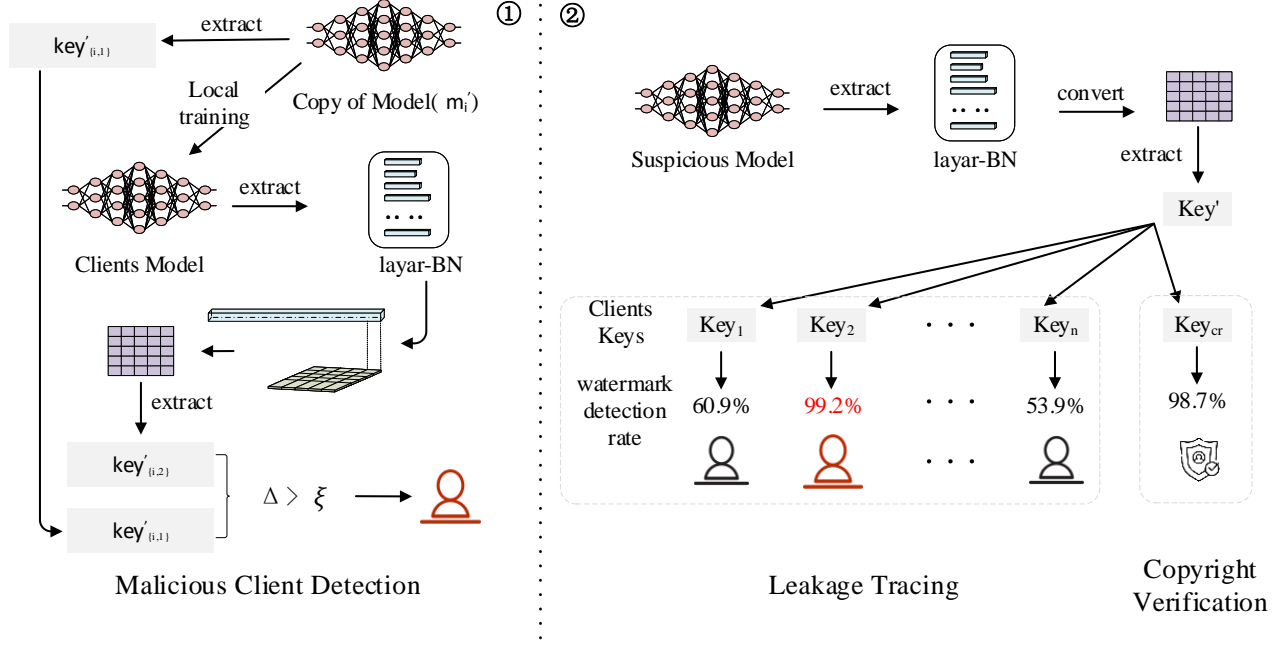 ①
extract
key'{i,1}
Local
training
Copy of Model( mi')
extract
Clients Model
layar-BN
extract
key'{i,2}
Δ > ξ
key'{i,1}
Malicious Client Detection
②
extract
convert
Suspicious Model
layar-BN
extract
Key'
Clients
Keys
Key1
Key2
· · ·
Keyn
Keycr
watermark
detection
rate
60.9%
99.2%
· · ·
53.9%
98.7%
· · ·
Leakage Tracing
Copyright
Verification